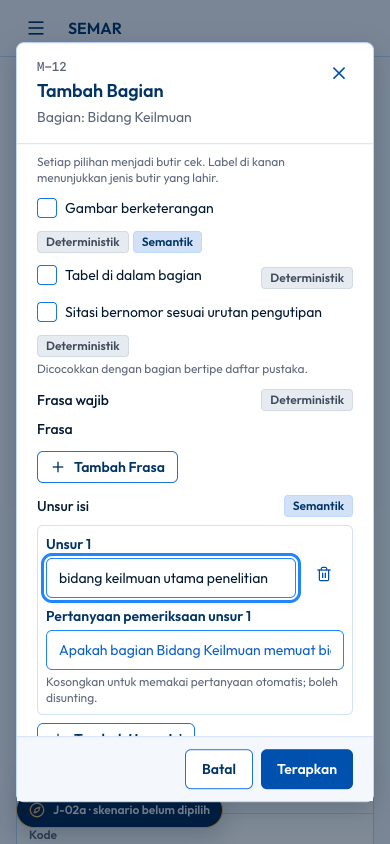 SEMAR
M–12
Tambah Bagian
Bagian: Bidang Keilmuan
Setiap pilihan menjadi butir cek. Label di kanan
menunjukkan jenis butir yang lahir.
Gambar berketerangan
Deterministik Semantik
Tabel di dalam bagian Deterministik
Sitasi bernomor sesuai urutan pengutipan
Deterministik
Dicocokkan dengan bagian bertipe daftar pustaka.
Frasa wajib Deterministik
Frasa
Tambah Frasa
Unsur isi Semantik
Unsur 1
bidang keilmuan utama penelitian
Pertanyaan pemeriksaan unsur 1
Apakah bagian Bidang Keilmuan memuat
Kosongkan untuk memakai pertanyaan otomatis; boleh
disunting.
Batal Terapkan
J-02a · skenario belum dipilih
Kode